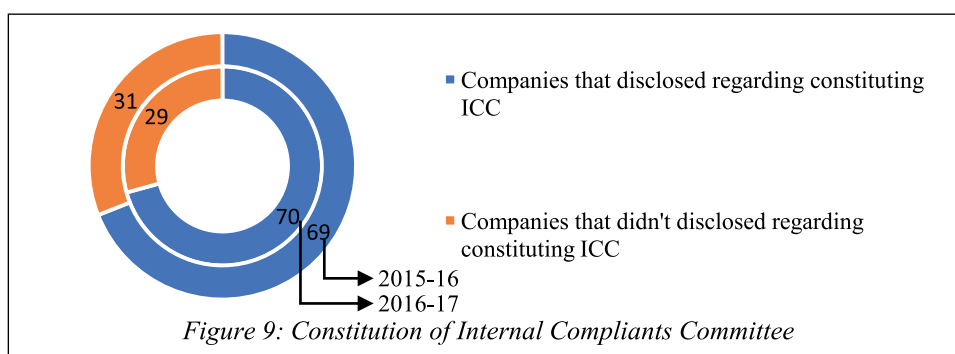 31
29
70
69
2015-16
2016-17
Companies that disclosed regarding constituting
ICC
Companies that didn't disclosed regarding
constituting ICC
Figure 9: Constitution of Internal Compliants Committee